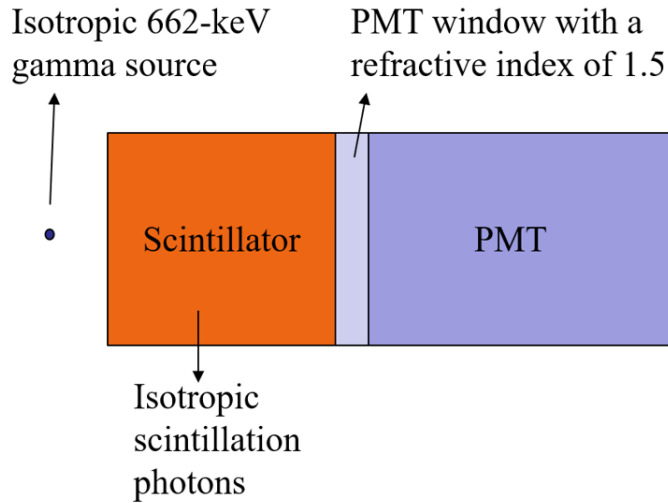 Isotropic 662-keV
gamma source
PMT window with a
refractive index of 1.5
Scintillator
PMT
Isotropic
scintillation
photons